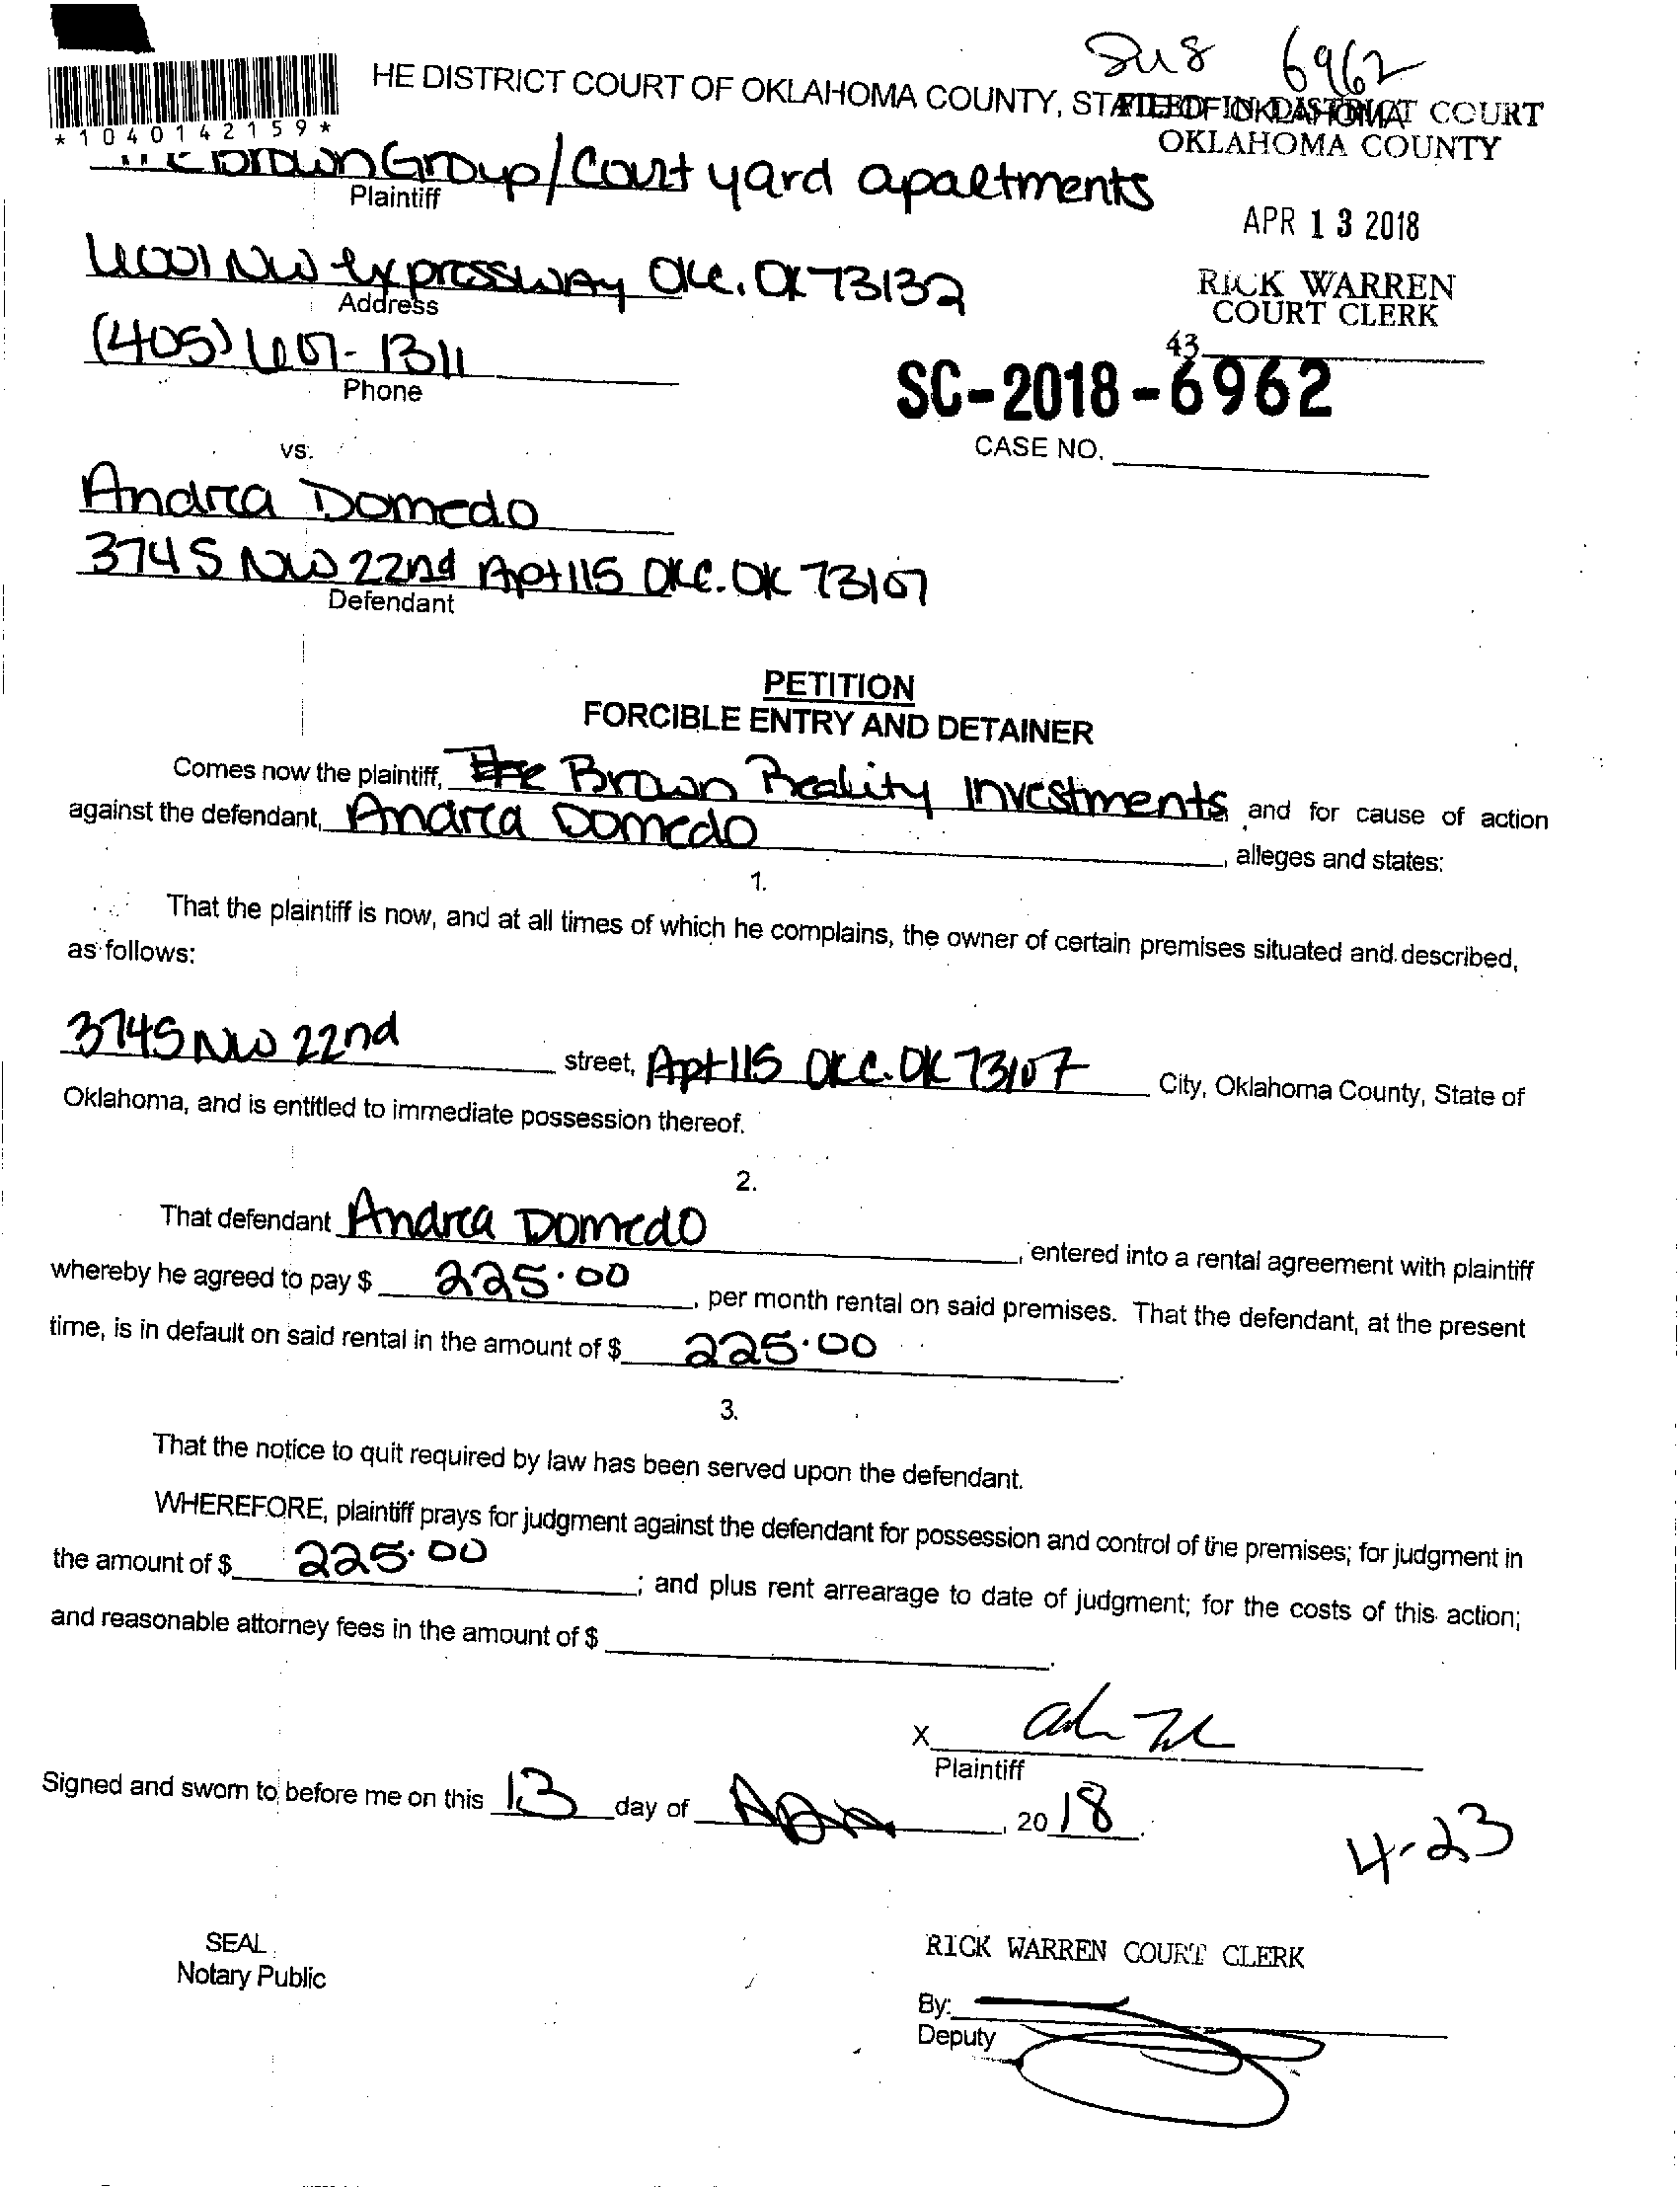 2018 6962
HE DISTRICT COURT OF OKLAHOMA COUNTY, STATE OF OKLAHOMA
FILED IN DISTRICT COURT
OKLAHOMA COUNTY
*1040142159*
Brown Group/Court yard apartments
Plaintiff
APR 13 2018
6001 NW expressway OKC. OK 73132
Address
RICK WARREN
COURT CLERK
(405) 607-1311
Phone
43
SC-2018-6962
CASE NO.
vs.
Andrea Domedo
3745 NW 22nd Apt 115 OKC. OK 73107
Defendant
PETITION
FORCIBLE ENTRY AND DETAINER
Comes now the plaintiff, The Brown Reality Investments and for cause of action
against the defendant, Andrea Domedo, alleges and states:
1.
That the plaintiff is now, and at all times of which he complains, the owner of certain premises situated and described,
as follows:
3745 NW 22nd street, Apt 115 OKC. OK 73107 City, Oklahoma County, State of
Oklahoma, and is entitled to immediate possession thereof.
2.
That defendant Andrea Domedo, entered into a rental agreement with plaintiff
whereby he agreed to pay $ 225.00, per month rental on said premises. That the defendant, at the present
time, is in default on said rental in the amount of $ 225.00.
3.
That the notice to quit required by law has been served upon the defendant.
WHEREFORE, plaintiff prays for judgment against the defendant for possession and control of the premises; for judgment in
the amount of $ 225.00; and plus rent arrearage to date of judgment; for the costs of this action;
and reasonable attorney fees in the amount of $
X
Plaintiff
Signed and sworn to before me on this 13 day of , 2018.
4-23
SEAL
Notary Public
RICK WARREN COURT CLERK
By:
Deputy